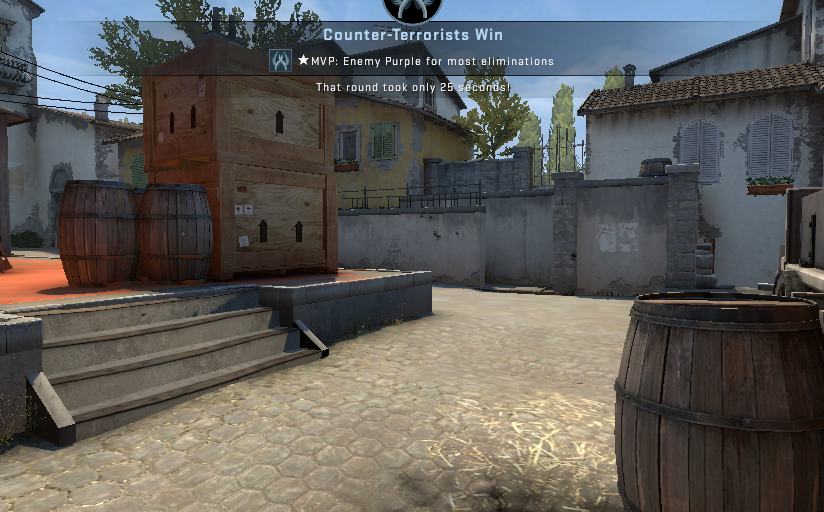 Counter-Terrorists Win
★MVP: Enemy Purple for most eliminations
That round took only 25 seconds!